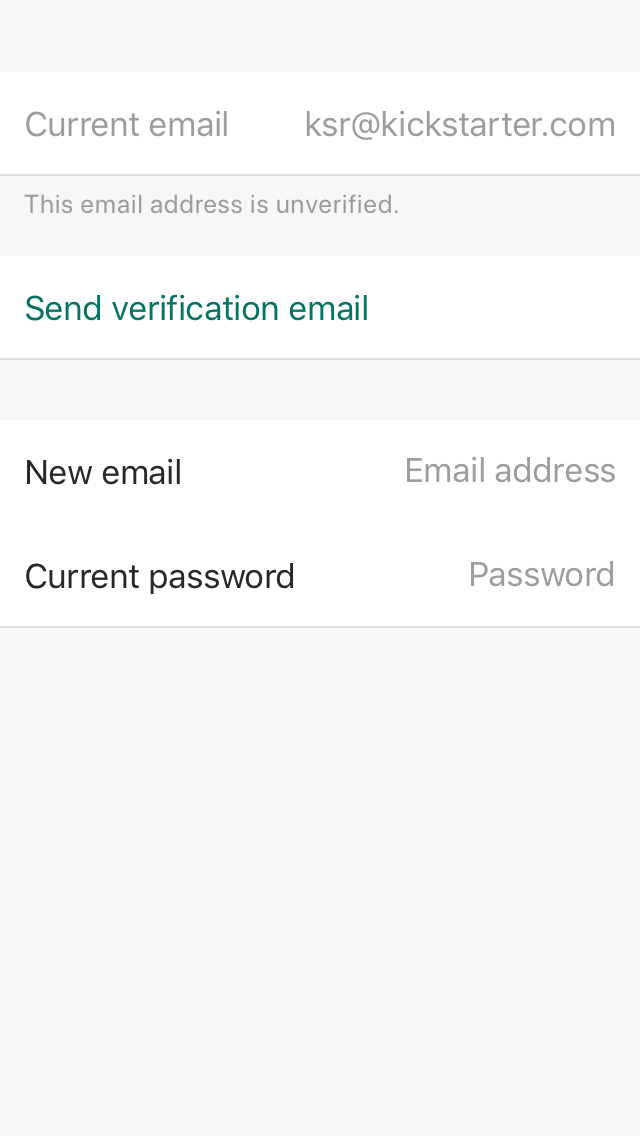 Current email ksr@kickstarter.com
This email address is unverified.
Send verification email
New email Email address
Current password Password